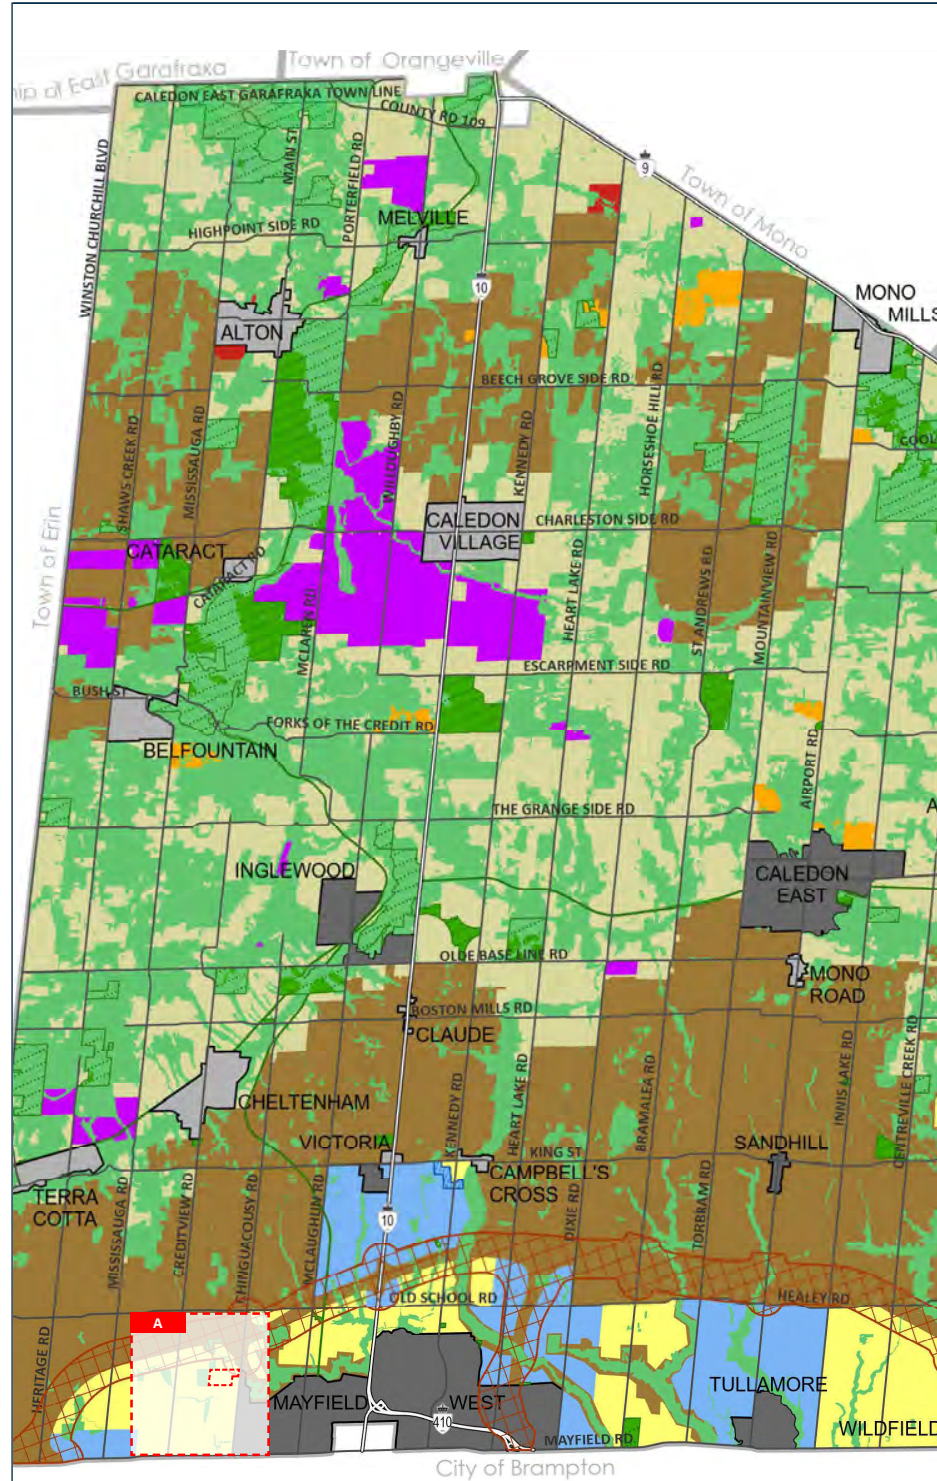 Town of Orangeville
ip of East Garafraxa
CALEDON EAST GARAFRAXA TOWN LINE
COUNTY RD 109
MAIN ST
PORTERFIELD RD
WINSTON CHURCHILL BLVD
9
Town of Mono
HIGHPOINT SIDE RD
MELVILLE
10
MONO
MILLS
ALTON
BEECH GROVE SIDE RD
HORSESHOE HILL RD
WILLOUGHBY RD
KENNEDY RD
SHAWS CREEK RD
MISSISSAUGA RD
COOL
CALEDON
VILLAGE
CHARLESTON SIDE RD
Town of Erin
CATARACT
CATARACT RD
HEART LAKE RD
ST ANDREWS RD
MOUNTAINVIEW RD
MCLAREN RD
ESCARPMENT SIDE RD
BUSH ST
FORKS OF THE CREDIT RD
BELFOUNTAIN
AIRPORT RD
THE GRANGE SIDE RD
A
INGLEWOOD
CALEDON
EAST
OLDE BASE LINE RD
MONO
ROAD
BOSTON MILLS RD
CLAUDE
INNIS LAKE RD
CENTREVILLE CREEK RD
KENNEDY RD
HEART LAKE RD
BRAMALEA RD
CHELTENHAM
VICTORIA
KING ST
SANDHILL
CAMPBELL'S
CROSS
TERRA
COTTA
MISSISSAUGA RD
CREDITVIEW RD
CHINGUACOUSY RD
MCLAUGHLIN RD
10
DIXIE RD
TORBRAM RD
OLD SCHOOL RD
HEALEY RD
A
HERITAGE RD
MAYFIELD
WEST
410
TULLAMORE
WILDFIELD
MAYFIELD RD
City of Brampton